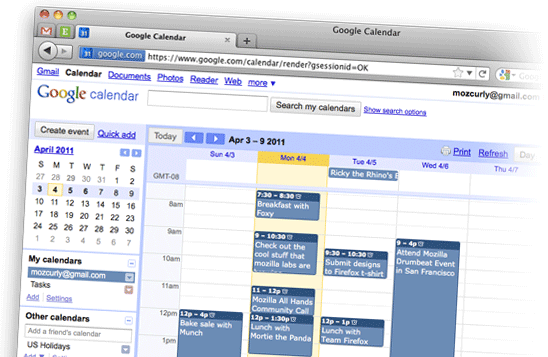 Google Calendar
Google Calendar
google.com https://www.google.com/calendar/render?gsessionid=OK
Gmail Calendar Documents Photos Reader Web more ▼
mozcurly@gmail.com
Google calendar
Search my calendars
Show search options
Create event Quick add
Today
Apr 3 – 9 2011
Print Refresh Day
April 2011
S M T W T F S
27 28 29 30 31 1 2
3 4 5 6 7 8 9
10 11 12 13 14 15 16
17 18 19 20 21 22 23
24 25 26 27 28 29 30
1 2 3 4 5 6 7
My calendars
mozcurly@gmail.com
Tasks
Add Settings
Other calendars
Add a friend's calendar
US Holidays
Add ▼ Settings
Sun 4/3 Mon 4/4 Tue 4/5 Wed 4/6 Thu 4/7
GMT-08
Ricky the Rhino's
8am
9am
10am
11am
12pm
1pm
7:30 – 8:30
Breakfast with
Foxy
9 – 10:30
Check out the
cool stuff that
mozilla labs are
11 – 12p
Mozilla All Hands
Community Call
12p – 4p
Bake sale with
Munch
12p – 1:30p
Lunch with
Mortie the Panda
9:30 – 10:30
Submit designs
to Firefox t-shirt
12p – 1p
Lunch with
Team Firefox
9 – 4p
Attend Mozilla
Drumbeat Event
in San Francisco